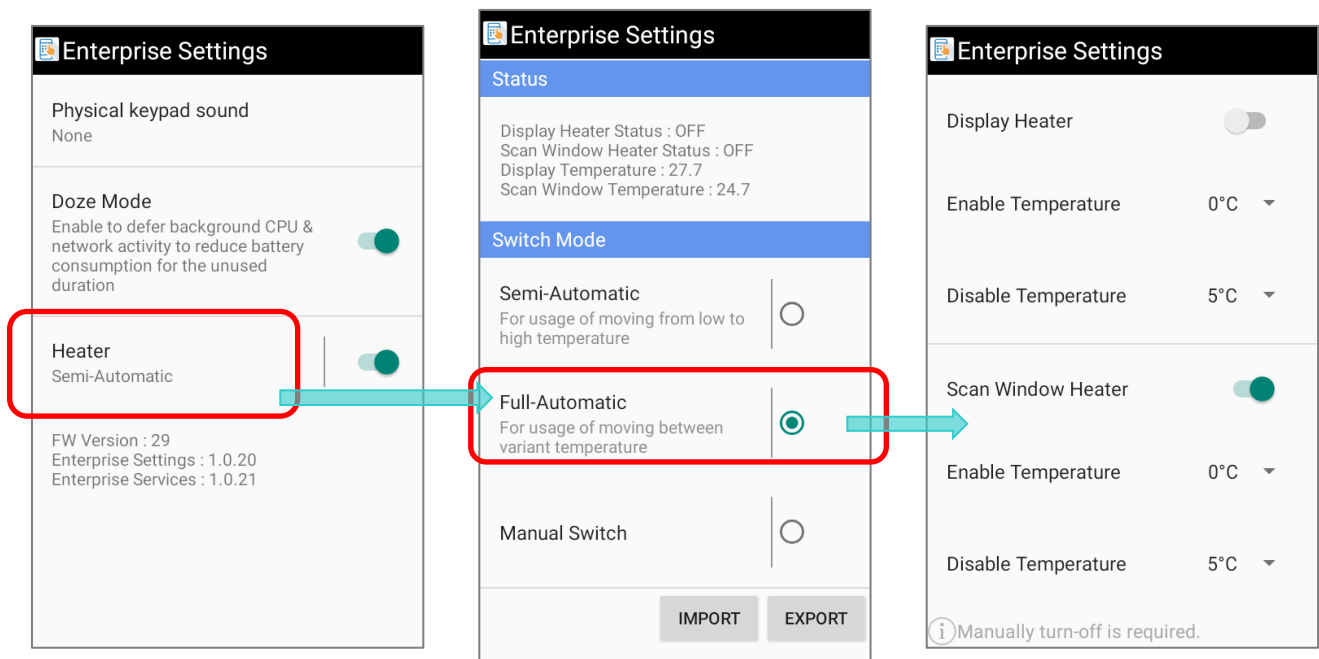 Enterprise Settings
Physical keypad sound
None
Doze Mode
Enable to defer background CPU &
network activity to reduce battery
consumption for the unused
duration
Heater
Semi-Automatic
FW Version : 29
Enterprise Settings : 1.0.20
Enterprise Services : 1.0.21
Enterprise Settings
Status
Display Heater Status : OFF
Scan Window Heater Status : OFF
Display Temperature : 27.7
Scan Window Temperature : 24.7
Switch Mode
Semi-Automatic
For usage of moving from low to
high temperature
Full-Automatic
For usage of moving between
variant temperature
Manual Switch
IMPORT EXPORT
Enterprise Settings
Display Heater
Enable Temperature 0°C
Disable Temperature 5°C
Scan Window Heater
Enable Temperature 0°C
Disable Temperature 5°C
Manually turn-off is required.